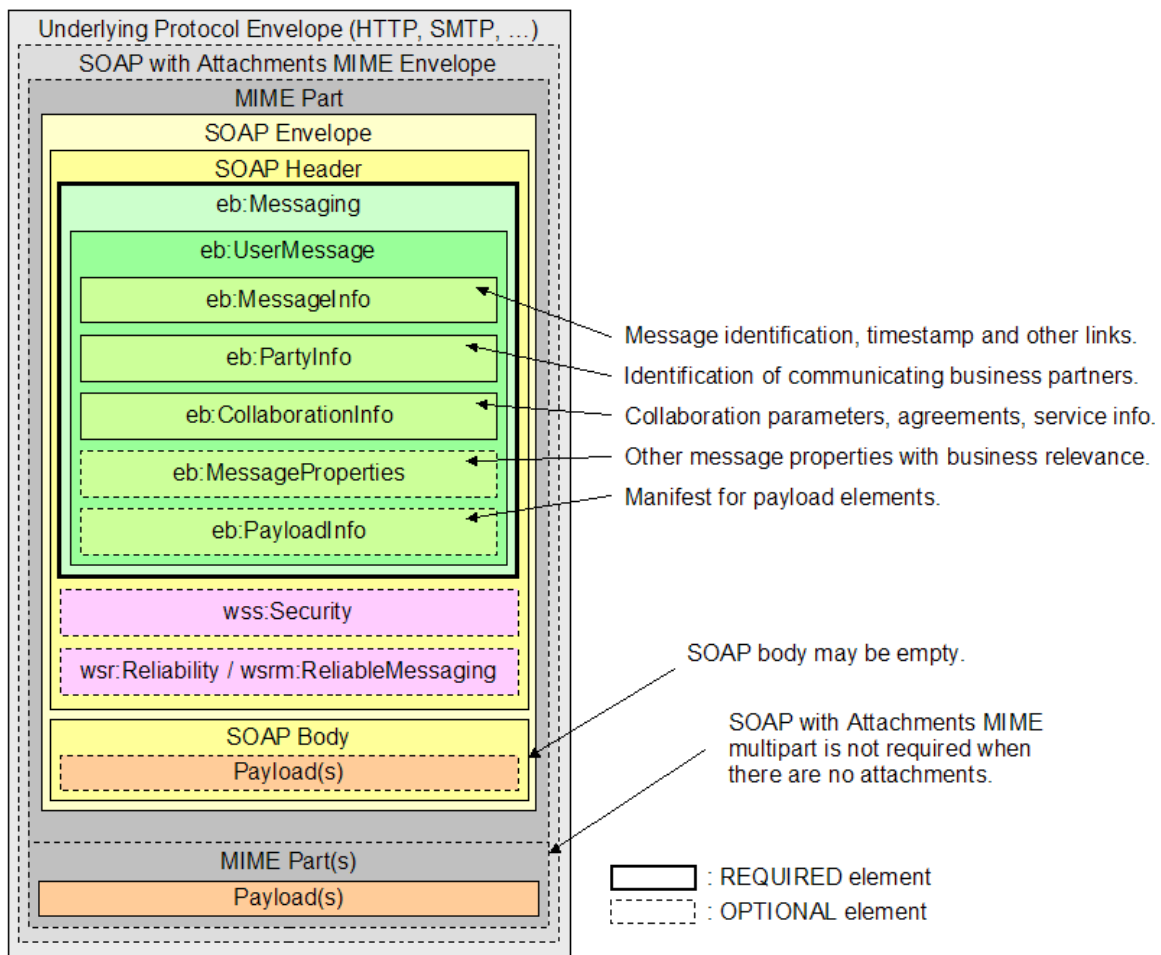 Underlying Protocol Envelope (HTTP, SMTP, …)
SOAP with Attachments MIME Envelope
MIME Part
SOAP Envelope
SOAP Header
eb:Messaging
eb:UserMessage
eb:MessageInfo
eb:PartyInfo
eb:CollaborationInfo
eb:MessageProperties
eb:PayloadInfo
Message identification, timestamp and other links.
Identification of communicating business partners.
Collaboration parameters, agreements, service info.
Other message properties with business relevance.
Manifest for payload elements.
wss:Security
wsr:Reliability / wsrm:ReliableMessaging
SOAP Body
Payload(s)
SOAP body may be empty.
SOAP with Attachments MIME
multipart is not required when
there are no attachments.
MIME Part(s)
Payload(s)
: REQUIRED element
: OPTIONAL element